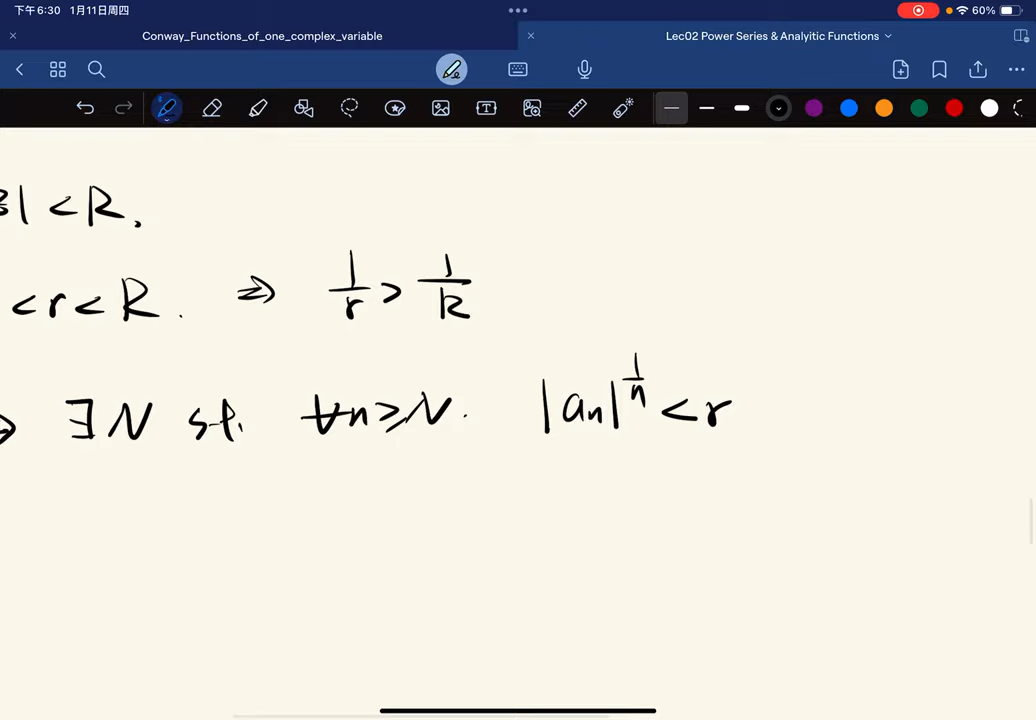 下午6:30 1月11日周四 60%
Conway_Functions_of_one_complex_variable Lec02 Power Series & Analyitic Functions
| < R.
< r < R. ⇒ 1/r > 1/R
∃ N s.t. ∀n ≥ N. |an|^(1/n) < r